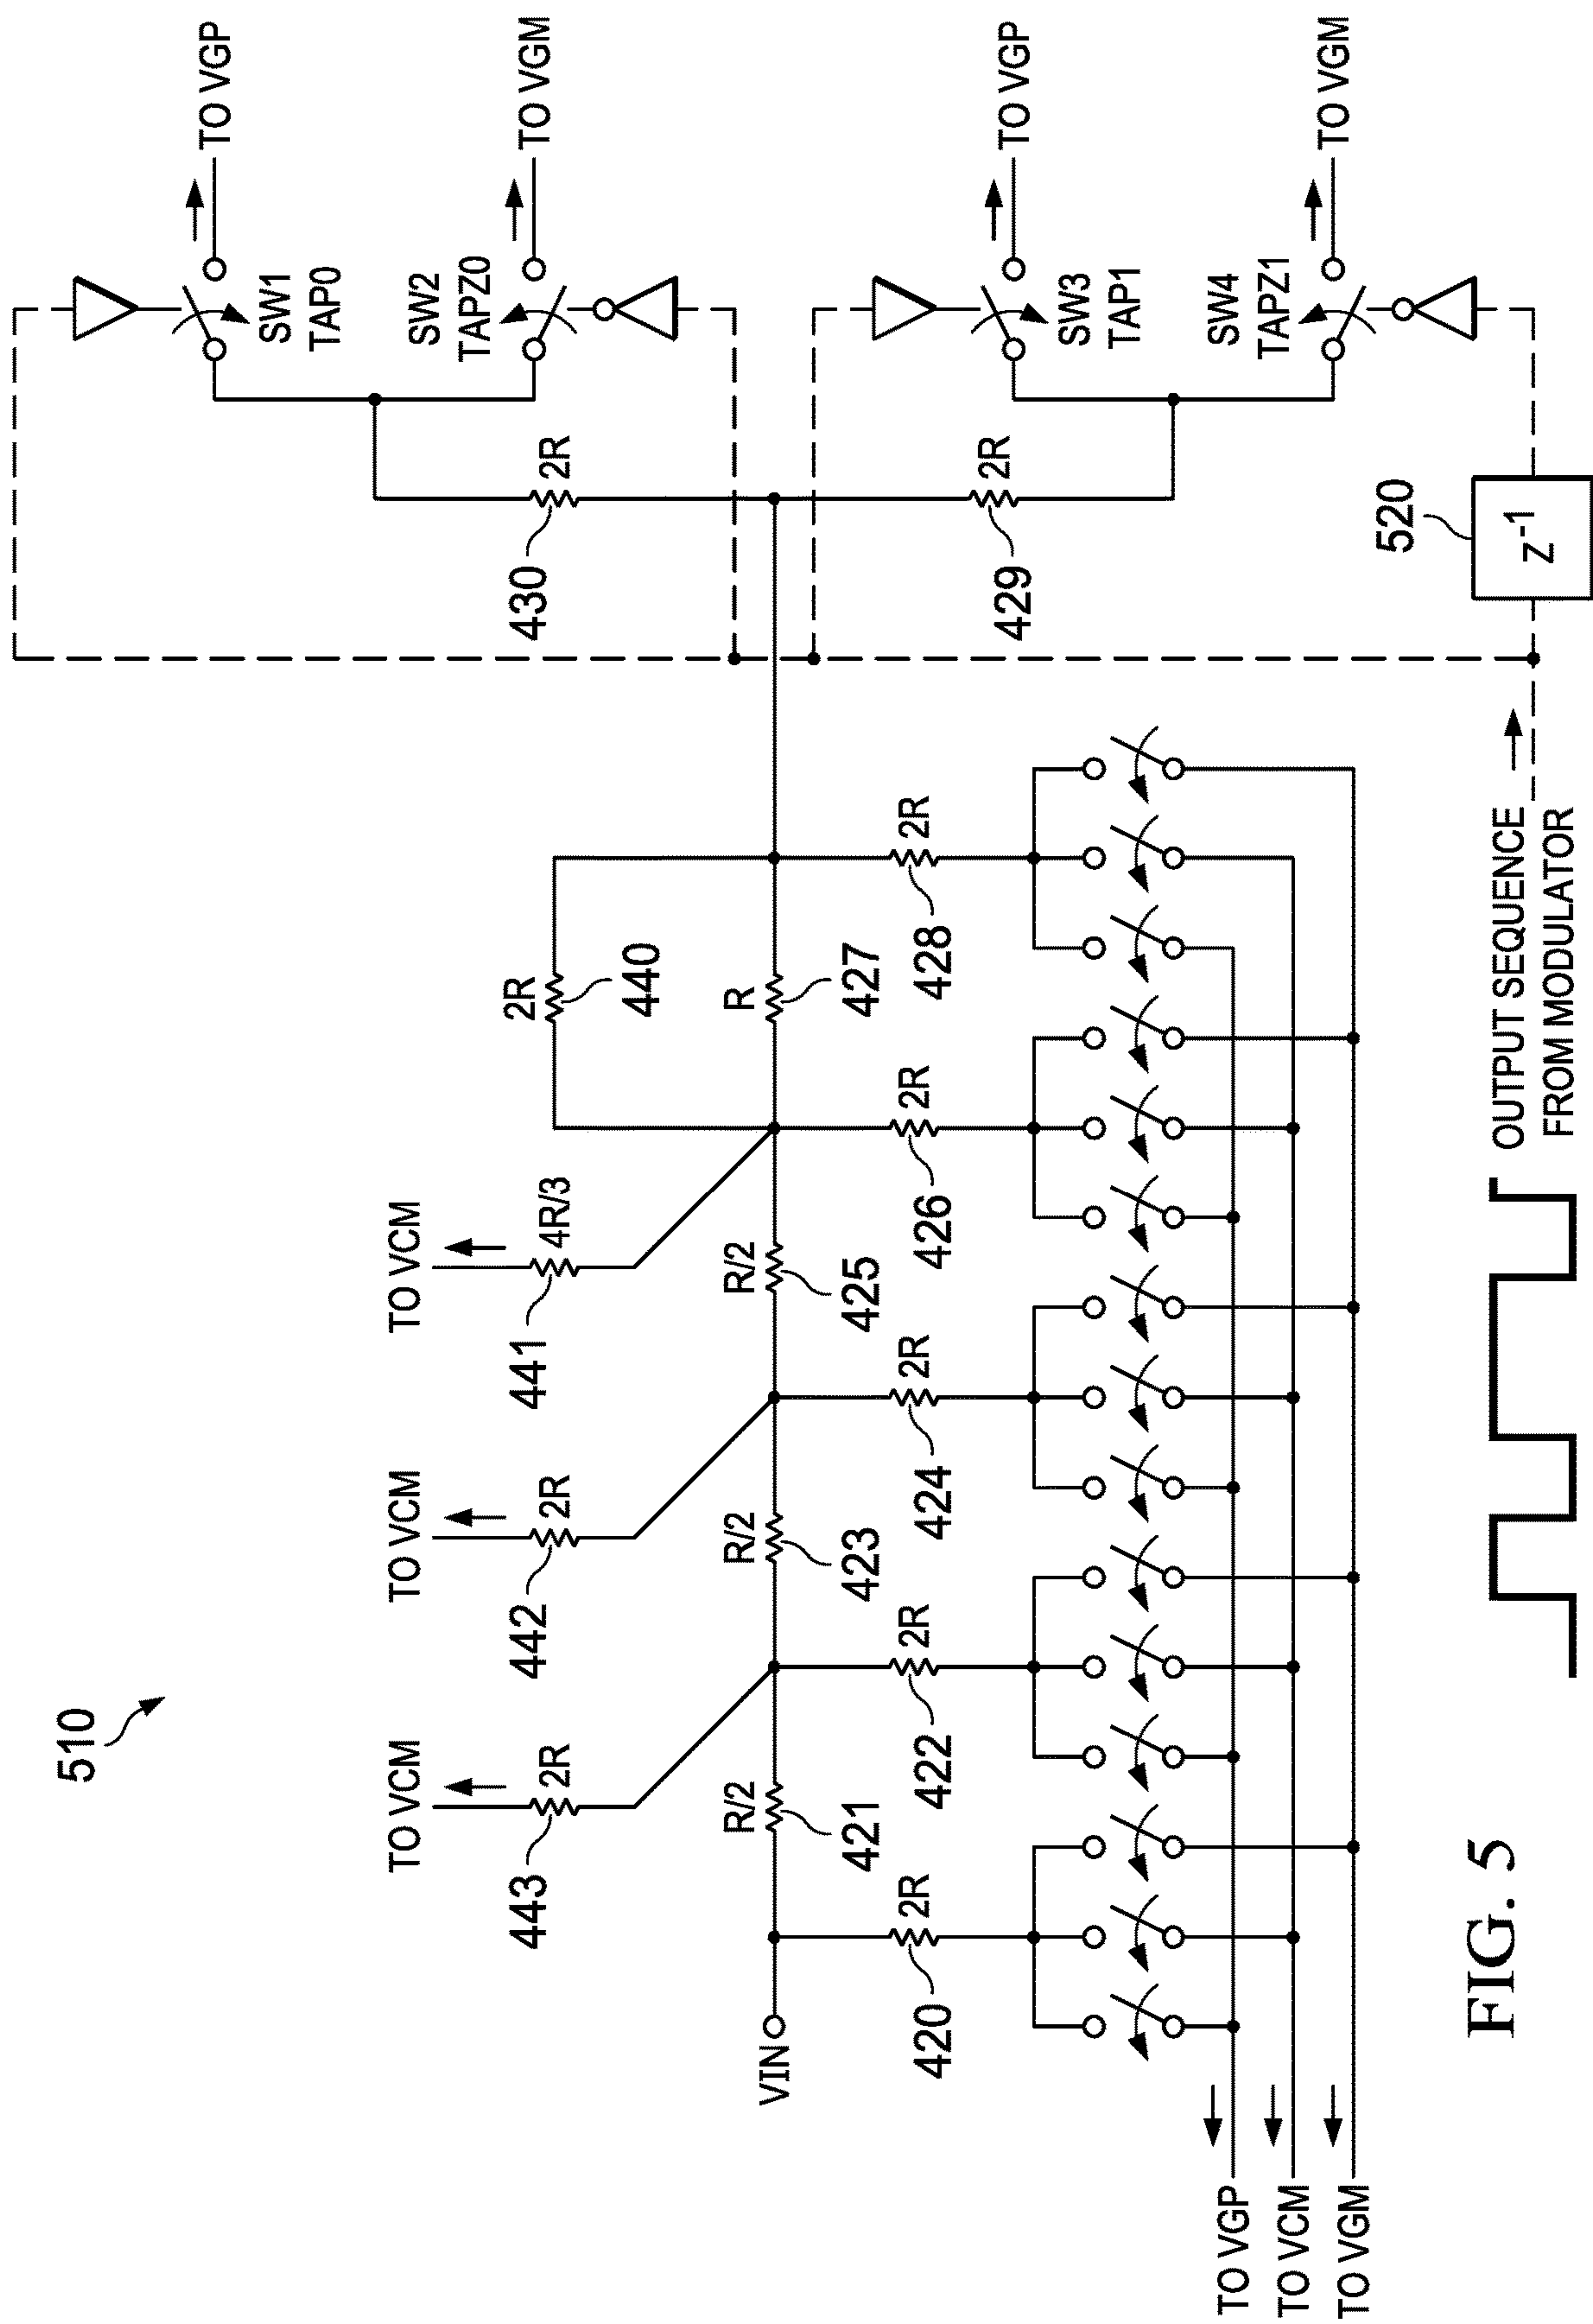 510
TO VCM
TO VCM
TO VCM
443
2R
442
2R
441
4R/3
2R
440
430
2R
SW1
TAP0
TO VGP
SW2
TAPZ0
TO VGM
VIN
R/2
421
R/2
423
R/2
425
R
427
420
2R
422
2R
424
2R
426
2R
428
2R
429
2R
SW3
TAP1
TO VGP
SW4
TAPZ1
TO VGM
TO VGP
TO VCM
TO VGM
520
Z-1
OUTPUT SEQUENCE
FROM MODULATOR
FIG. 5